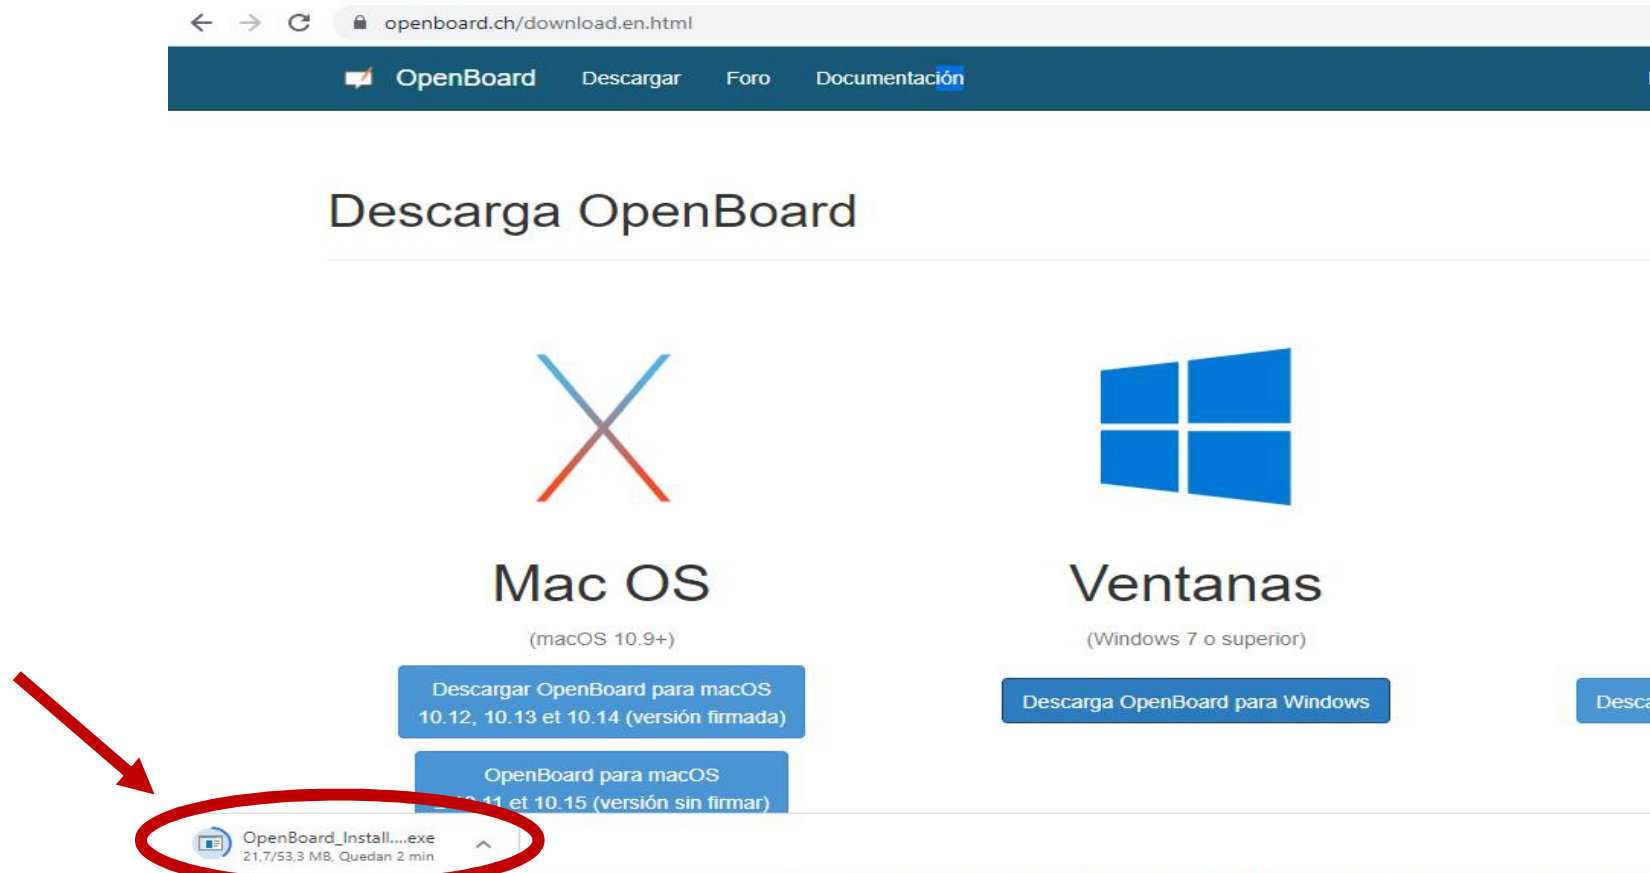 openboard.ch/download.en.html
OpenBoard Descargar Foro Documentación
Descarga OpenBoard
Mac OS
(macOS 10.9+)
Descargar OpenBoard para macOS
10.12, 10.13 et 10.14 (versión firmada)
OpenBoard para macOS
et 10.15 (versión sin firmar)
Ventanas
(Windows 7 o superior)
Descarga OpenBoard para Windows
OpenBoard_Install....exe
21,7/53,3 MB, Quedan 2 min